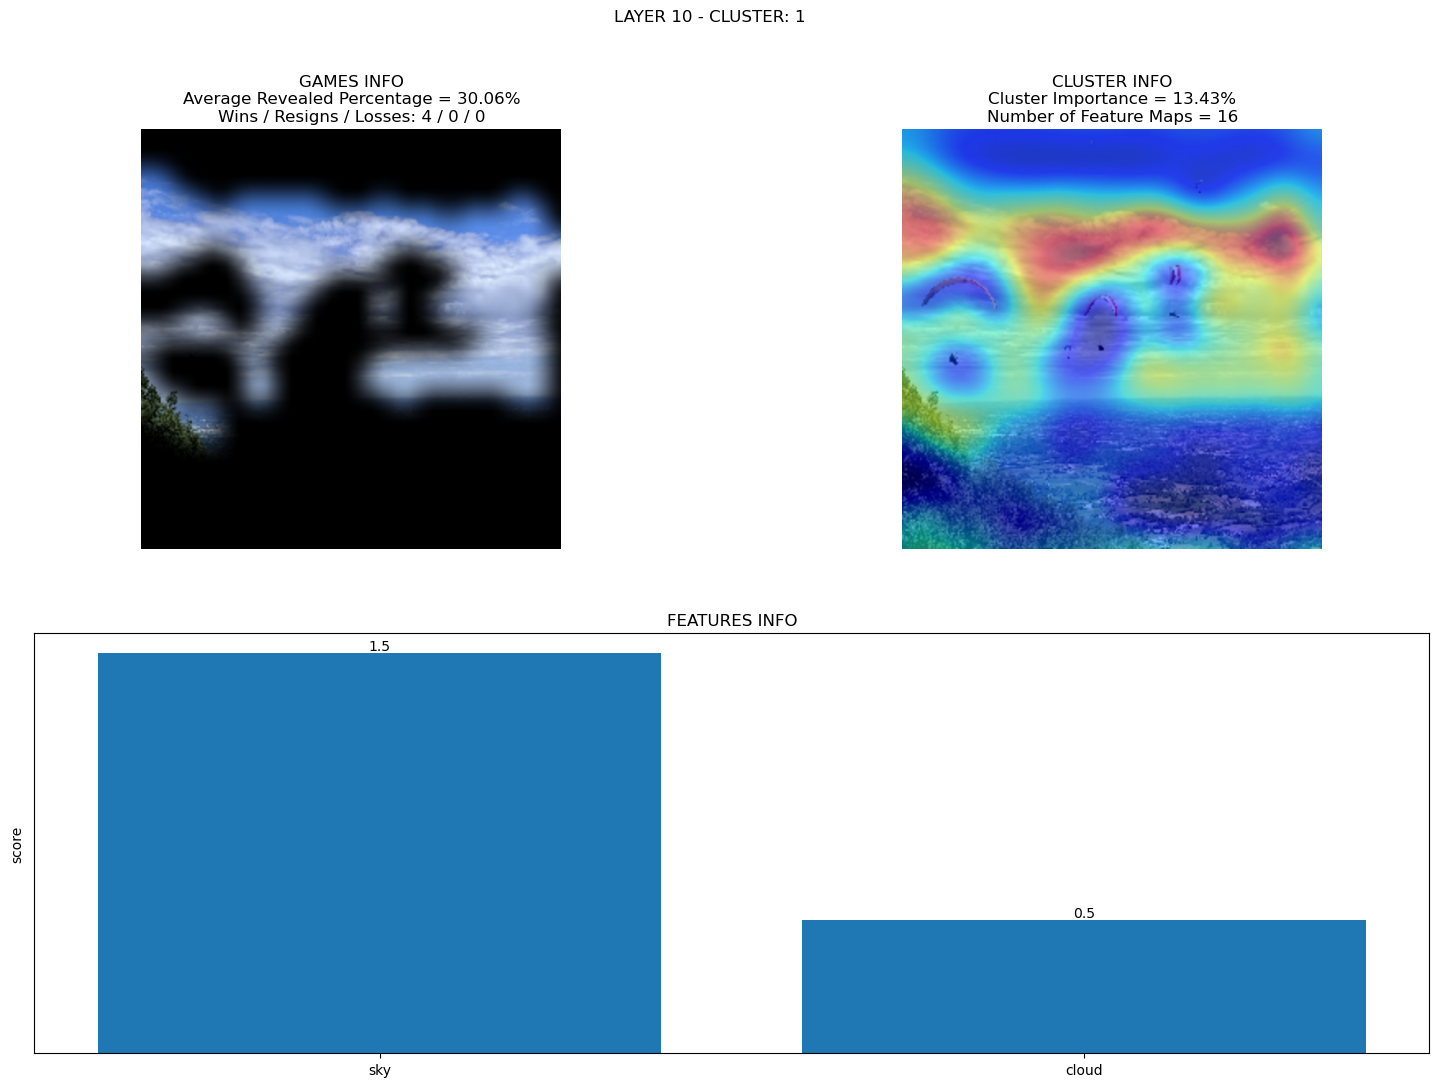 LAYER 10 - CLUSTER: 1
GAMES INFO
Average Revealed Percentage = 30.06%
Wins / Resigns / Losses: 4 / 0 / 0
CLUSTER INFO
Cluster Importance = 13.43%
Number of Feature Maps = 16
FEATURES INFO
score
1.5
0.5
sky
cloud